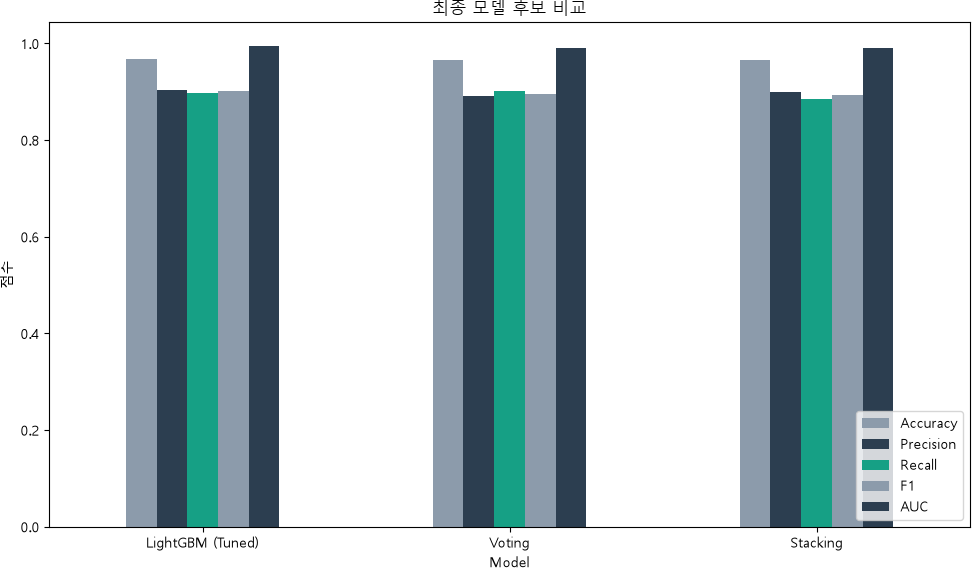 최종 모델 후보 비교
점수
1.0
0.8
0.6
0.4
0.2
0.0
LightGBM (Tuned)
Voting
Stacking
Model
Accuracy
Precision
Recall
F1
AUC